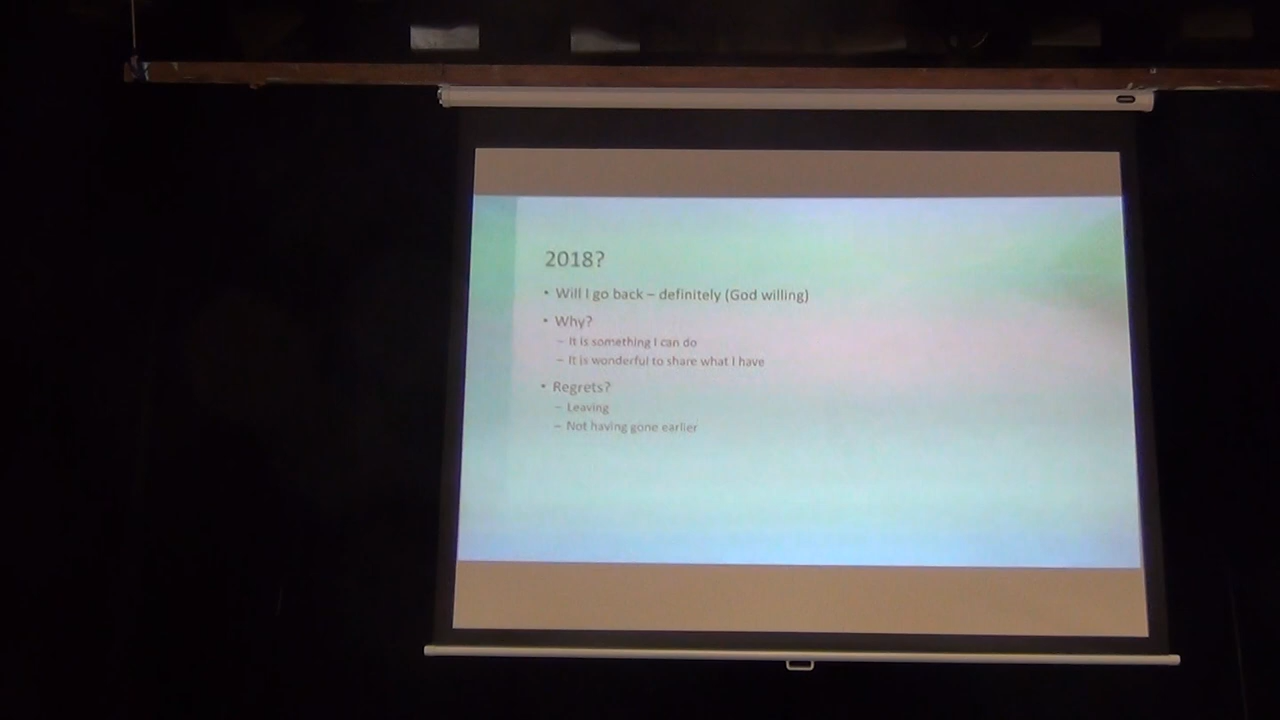 2018?
• Will I go back – definitely (God willing)
• Why?
– It is something I can do
– It is wonderful to share what I have
• Regrets?
– Leaving
– Not having gone earlier